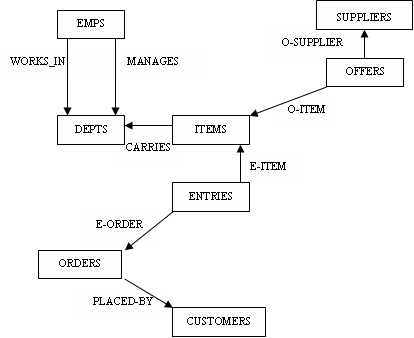 SUPPLIERS
EMPS
O-SUPPLIER
WORKS_IN
MANAGES
OFFERS
O-ITEM
DEPTS
ITEMS
CARRIES
E-ITEM
ENTRIES
E-ORDER
ORDERS
PLACED-BY
CUSTOMERS